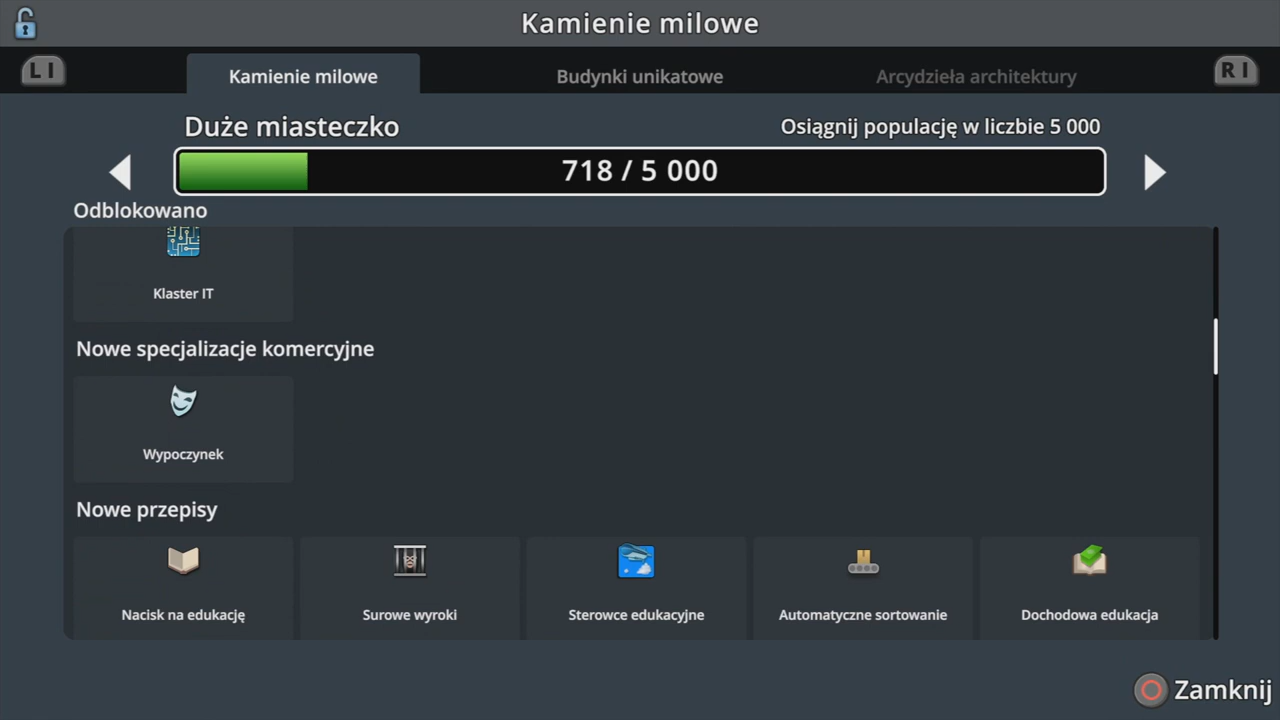 Kamienie milowe
L1
Kamienie milowe
Budynki unikatowe
Arcydzieła architektury
R1
Duże miasteczko
Osiągnij populację w liczbie 5 000
718 / 5 000
Odblokowano
Klaster IT
Nowe specjalizacje komercyjne
Wypoczynek
Nowe przepisy
Nacisk na edukację
Surowe wyroki
Sterowce edukacyjne
Automatyczne sortowanie
Dochodowa edukacja
Zamknij